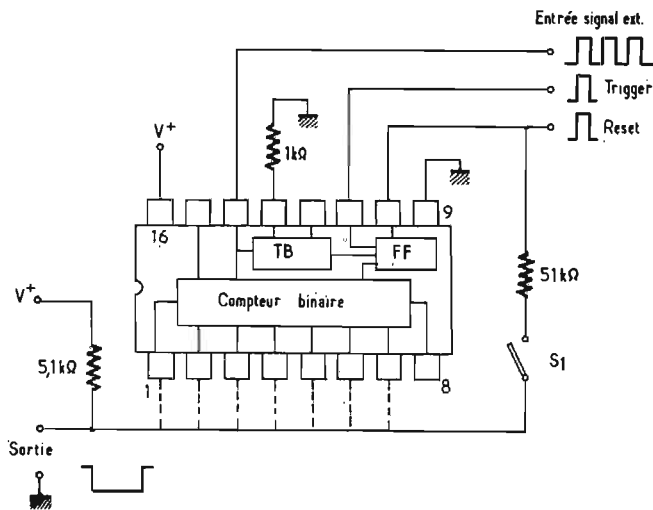 Entrée signal ext.
Trigger
Reset
V+
1kΩ
16
9
TB
FF
Compteur binaire
V+
5,1kΩ
51kΩ
S1
1
8
Sortie